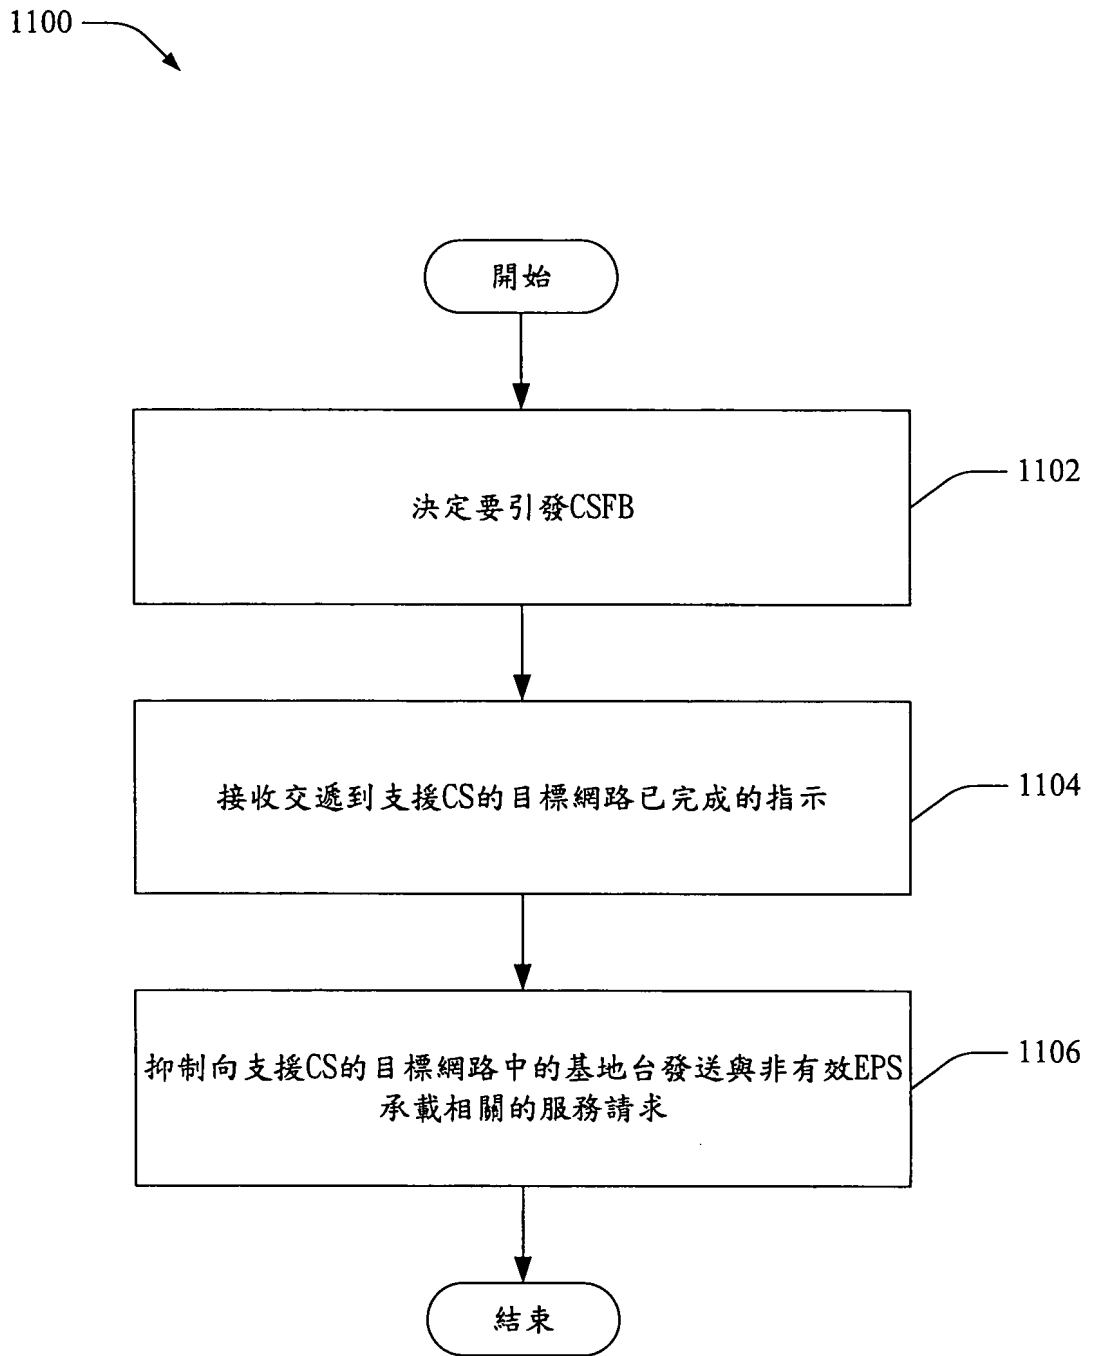 1100
開始
決定要引發CSFB
1102
接收交遞到支援CS的目標網路已完成的指示
1104
抑制向支援CS的目標網路中的基地台發送與非有效EPS
承載相關的服務請求
1106
結束